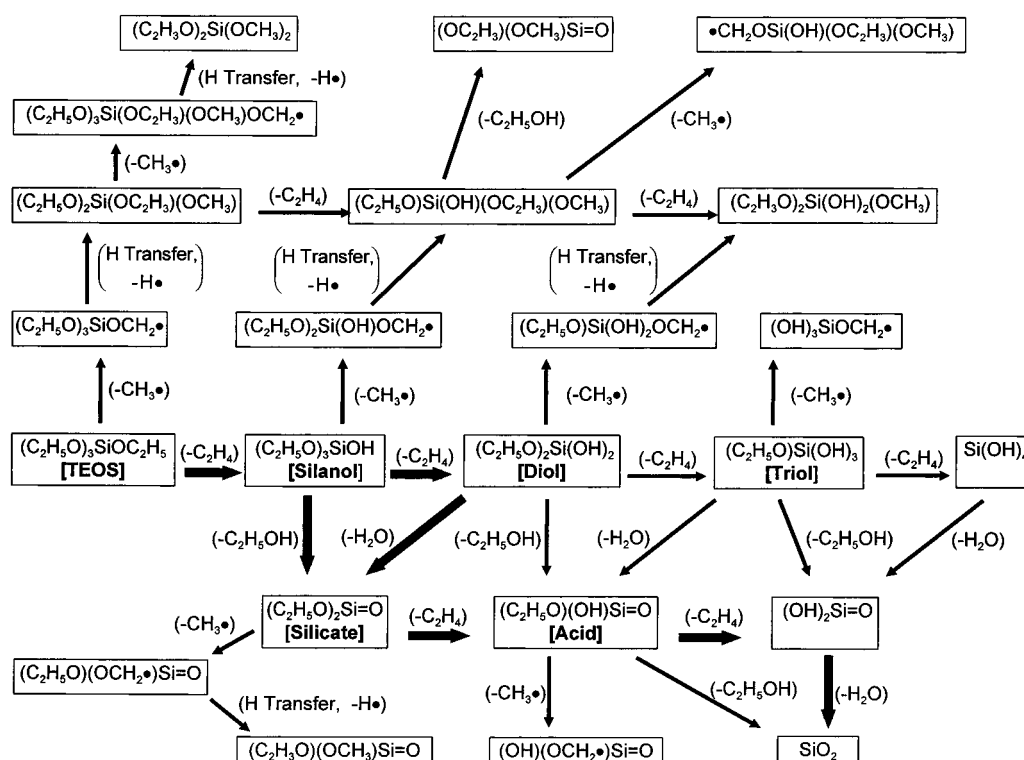 (C₂H₃O)₂Si(OCH₃)₂
(OC₂H₃)(OCH₃)Si=O
•CH₂OSi(OH)(OC₂H₃)(OCH₃)
(H Transfer, -H•)
(C₂H₅O)₃Si(OC₂H₃)(OCH₃)OCH₂•
(-C₂H₅OH)
(-CH₃•)
(-CH₃•)
(C₂H₅O)₂Si(OC₂H₃)(OCH₃)
(-C₂H₄)
(C₂H₅O)Si(OH)(OC₂H₃)(OCH₃)
(-C₂H₄)
(C₂H₃O)₂Si(OH)₂(OCH₃)
(H Transfer, -H•)
(H Transfer, -H•)
(H Transfer, -H•)
(C₂H₅O)₃SiOCH₂•
(C₂H₅O)₂Si(OH)OCH₂•
(C₂H₅O)Si(OH)₂OCH₂•
(OH)₃SiOCH₂•
(-CH₃•)
(-CH₃•)
(-CH₃•)
(-CH₃•)
(C₂H₅O)₃SiOC₂H₅
[TEOS]
(-C₂H₄)
(C₂H₅O)₃SiOH
[Silanol]
(-C₂H₄)
(C₂H₅O)₂Si(OH)₂
[Diol]
(-C₂H₄)
(C₂H₅O)Si(OH)₃
[Triol]
(-C₂H₄)
Si(OH)
(-C₂H₅OH)
(-H₂O)
(-C₂H₅OH)
(-H₂O)
(-C₂H₅OH)
(-H₂O)
(C₂H₅O)₂Si=O
[Silicate]
(-C₂H₄)
(C₂H₅O)(OH)Si=O
[Acid]
(-C₂H₄)
(OH)₂Si=O
(-CH₃•)
(C₂H₅O)(OCH₂•)Si=O
(H Transfer, -H•)
(-CH₃•)
(-C₂H₅OH)
(-H₂O)
(C₂H₃O)(OCH₃)Si=O
(OH)(OCH₂•)Si=O
SiO₂